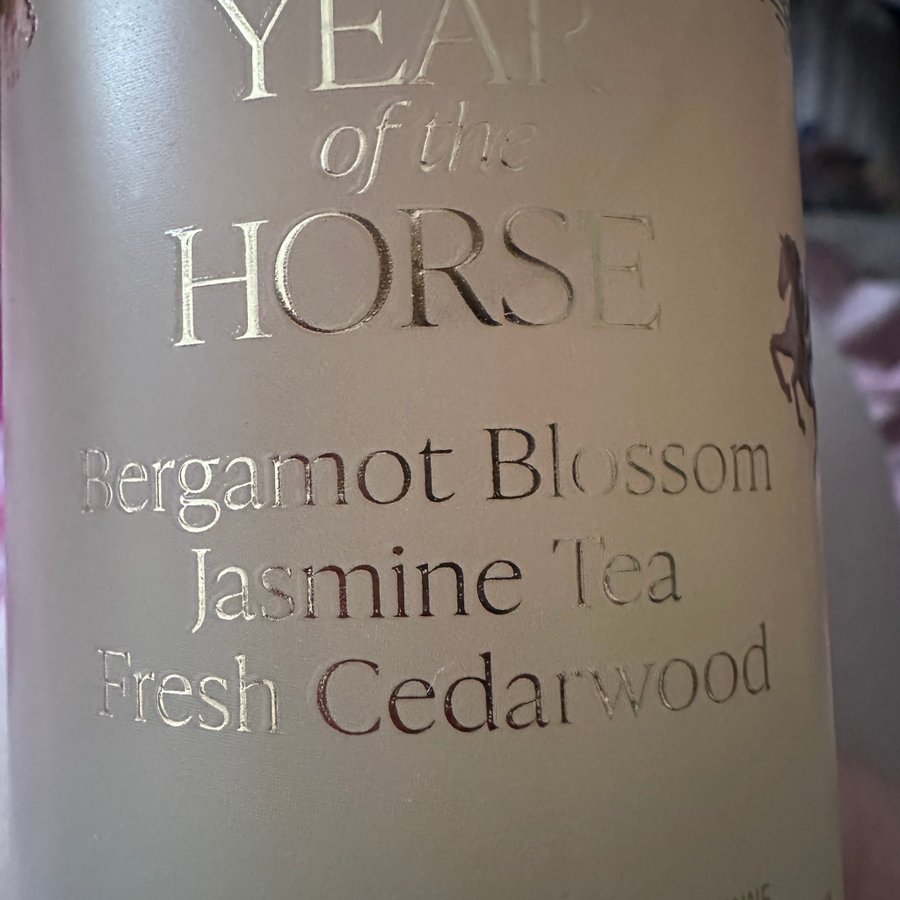 YEAR
of the
HORSE
Bergamot Blossom
Jasmine Tea
Fresh Cedarwood